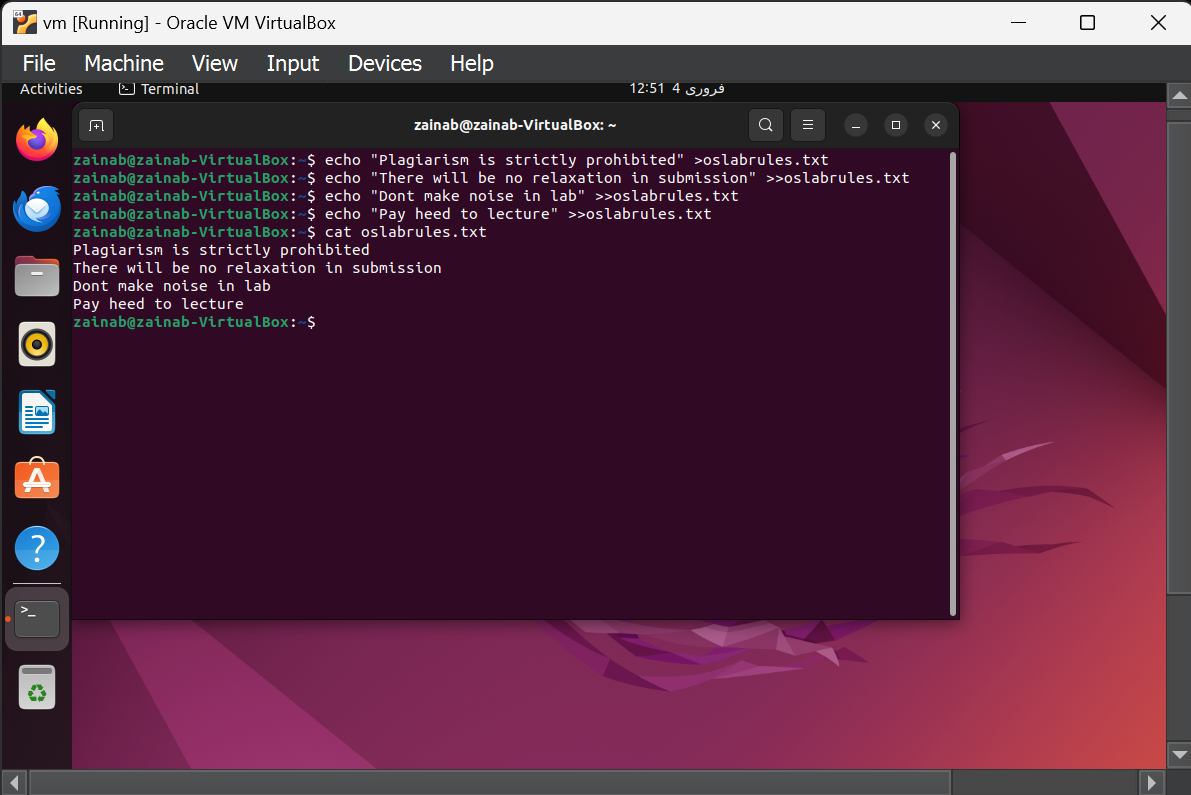 vm [Running] - Oracle VM VirtualBox
File Machine View Input Devices Help
Activities Terminal 12:51 4 فروری
zainab@zainab-VirtualBox: ~
zainab@zainab-VirtualBox:~$ echo "Plagiarism is strictly prohibited" >oslabrules.txt
zainab@zainab-VirtualBox:~$ echo "There will be no relaxation in submission" >>oslabrules.txt
zainab@zainab-VirtualBox:~$ echo "Dont make noise in lab" >>oslabrules.txt
zainab@zainab-VirtualBox:~$ echo "Pay heed to lecture" >>oslabrules.txt
zainab@zainab-VirtualBox:~$ cat oslabrules.txt
Plagiarism is strictly prohibited
There will be no relaxation in submission
Dont make noise in lab
Pay heed to lecture
zainab@zainab-VirtualBox:~$